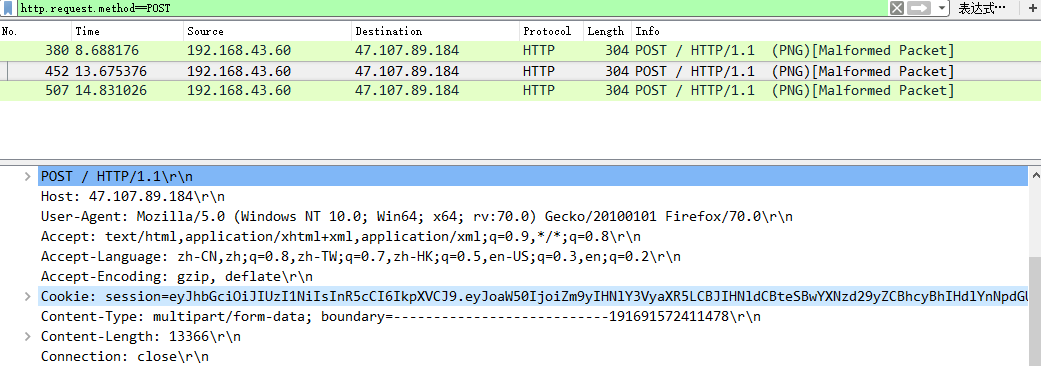 http.request.method==POST 表达式… +
No. Time Source Destination Protocol Length Info
380 8.688176 192.168.43.60 47.107.89.184 HTTP 304 POST / HTTP/1.1 (PNG)[Malformed Packet]
452 13.675376 192.168.43.60 47.107.89.184 HTTP 304 POST / HTTP/1.1 (PNG)[Malformed Packet]
507 14.831026 192.168.43.60 47.107.89.184 HTTP 304 POST / HTTP/1.1 (PNG)[Malformed Packet]
POST / HTTP/1.1\r\n
Host: 47.107.89.184\r\n
User-Agent: Mozilla/5.0 (Windows NT 10.0; Win64; x64; rv:70.0) Gecko/20100101 Firefox/70.0\r\n
Accept: text/html,application/xhtml+xml,application/xml;q=0.9,*/*;q=0.8\r\n
Accept-Language: zh-CN,zh;q=0.8,zh-TW;q=0.7,zh-HK;q=0.5,en-US;q=0.3,en;q=0.2\r\n
Accept-Encoding: gzip, deflate\r\n
Cookie: session=eyJhbGciOiJIUzI1NiIsInR5cCI6IkpXVCJ9.eyJoaW50IjoiZm9yIHNlY3VyaXR5LCBJIHNldCBteSBwYXNzd29yZCBhcyBhIHdlYnNpdGU
Content-Type: multipart/form-data; boundary=---------------------------191691572411478\r\n
Content-Length: 13366\r\n
Connection: close\r\n